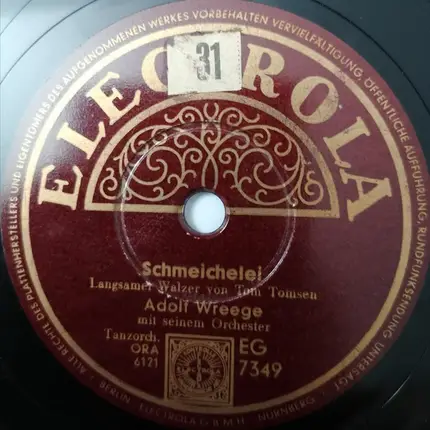 ELECTROLA
31
Schmeichelei
Langsamer Walzer von Tom Tomsen
Adolf Wreege
mit seinem Orchester
Tanzorch.
ORA
6121
EG
7349
ALLE RECHTE DES PLATTENHERSTELLERS UND EIGENTÜMERS DES AUFGENOMMENEN WERKES VORBEHALTEN VERVIELFÄLTIGUNG, ÖFFENTLICHE AUFFÜHRUNG, RUNDFUNKSENDUNG UNTERSAGT
BERLIN · ELECTROLA G.B.M.H. NÜRNBERG